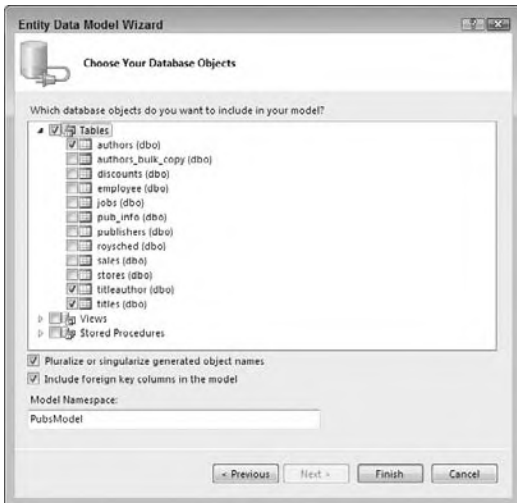 Entity Data Model Wizard
Choose Your Database Objects
Which database objects do you want to include in your model?
Tables
authors (dbo)
authors_bulk_copy (dbo)
discounts (dbo)
employee (dbo)
jobs (dbo)
pub_info (dbo)
publishers (dbo)
roysched (dbo)
sales (dbo)
stores (dbo)
titleauthor (dbo)
titles (dbo)
Views
Stored Procedures
Pluralize or singularize generated object names
Include foreign key columns in the model
Model Namespace:
PubsModel
< Previous Next > Finish Cancel